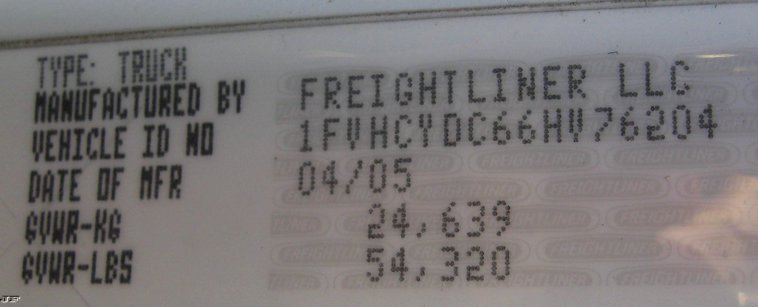 TYPE: TRUCK
MANUFACTURED BY FREIGHTLINER LLC
VEHICLE ID NO 1FVHCYDC66HV76204
DATE OF MFR 04/05
GVWR-KG 24,639
GVWR-LBS 54,320